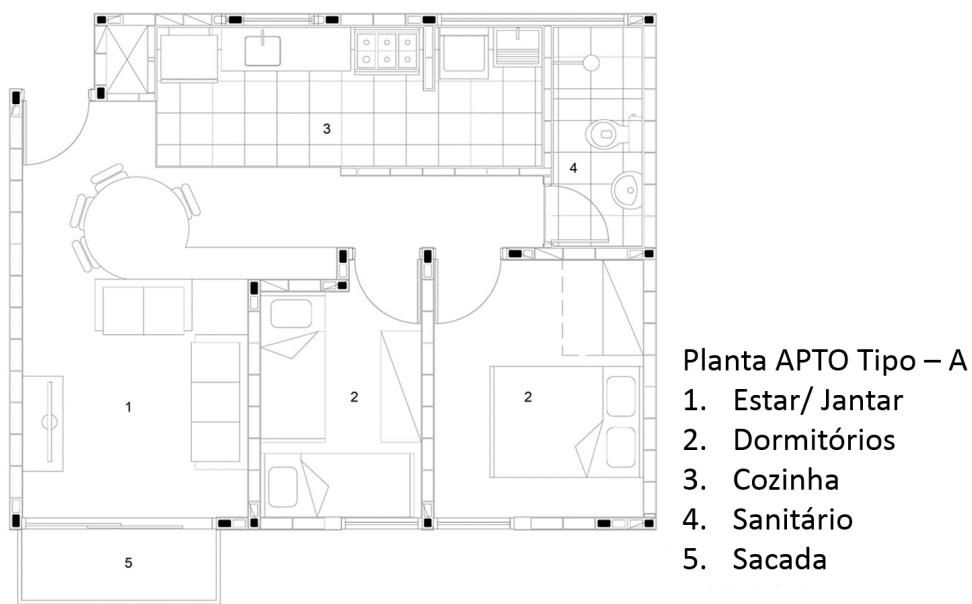 3
4
1
2
2
5
Planta APTO Tipo – A
1. Estar/ Jantar
2. Dormitórios
3. Cozinha
4. Sanitário
5. Sacada